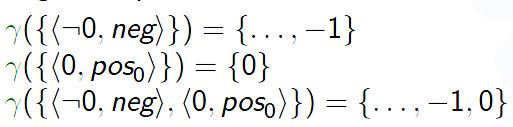 γ({⟨¬0, neg⟩}) = {..., −1}
γ({⟨0, pos₀⟩}) = {0}
γ({⟨¬0, neg⟩, ⟨0, pos₀⟩}) = {..., −1, 0}